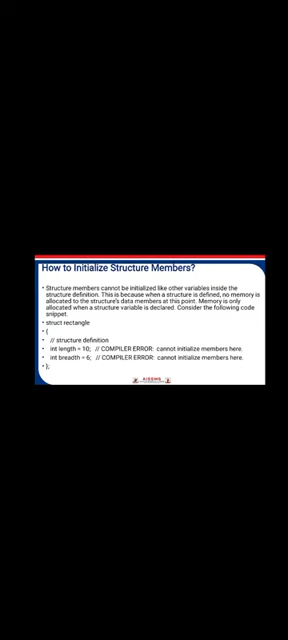 How to Initialize Structure Members?
• Structure members cannot be initialized like other variables inside the
structure definition. This is because when a structure is defined, no memory is
allocated to the structure's data members at this point. Memory is only
allocated when a structure variable is declared. Consider the following code
snippet.
• struct rectangle
• {
• // structure definition
• int length = 10; // COMPILER ERROR: cannot initialize members here.
• int breadth = 6; // COMPILER ERROR: cannot initialize members here.
• };
AISSMS